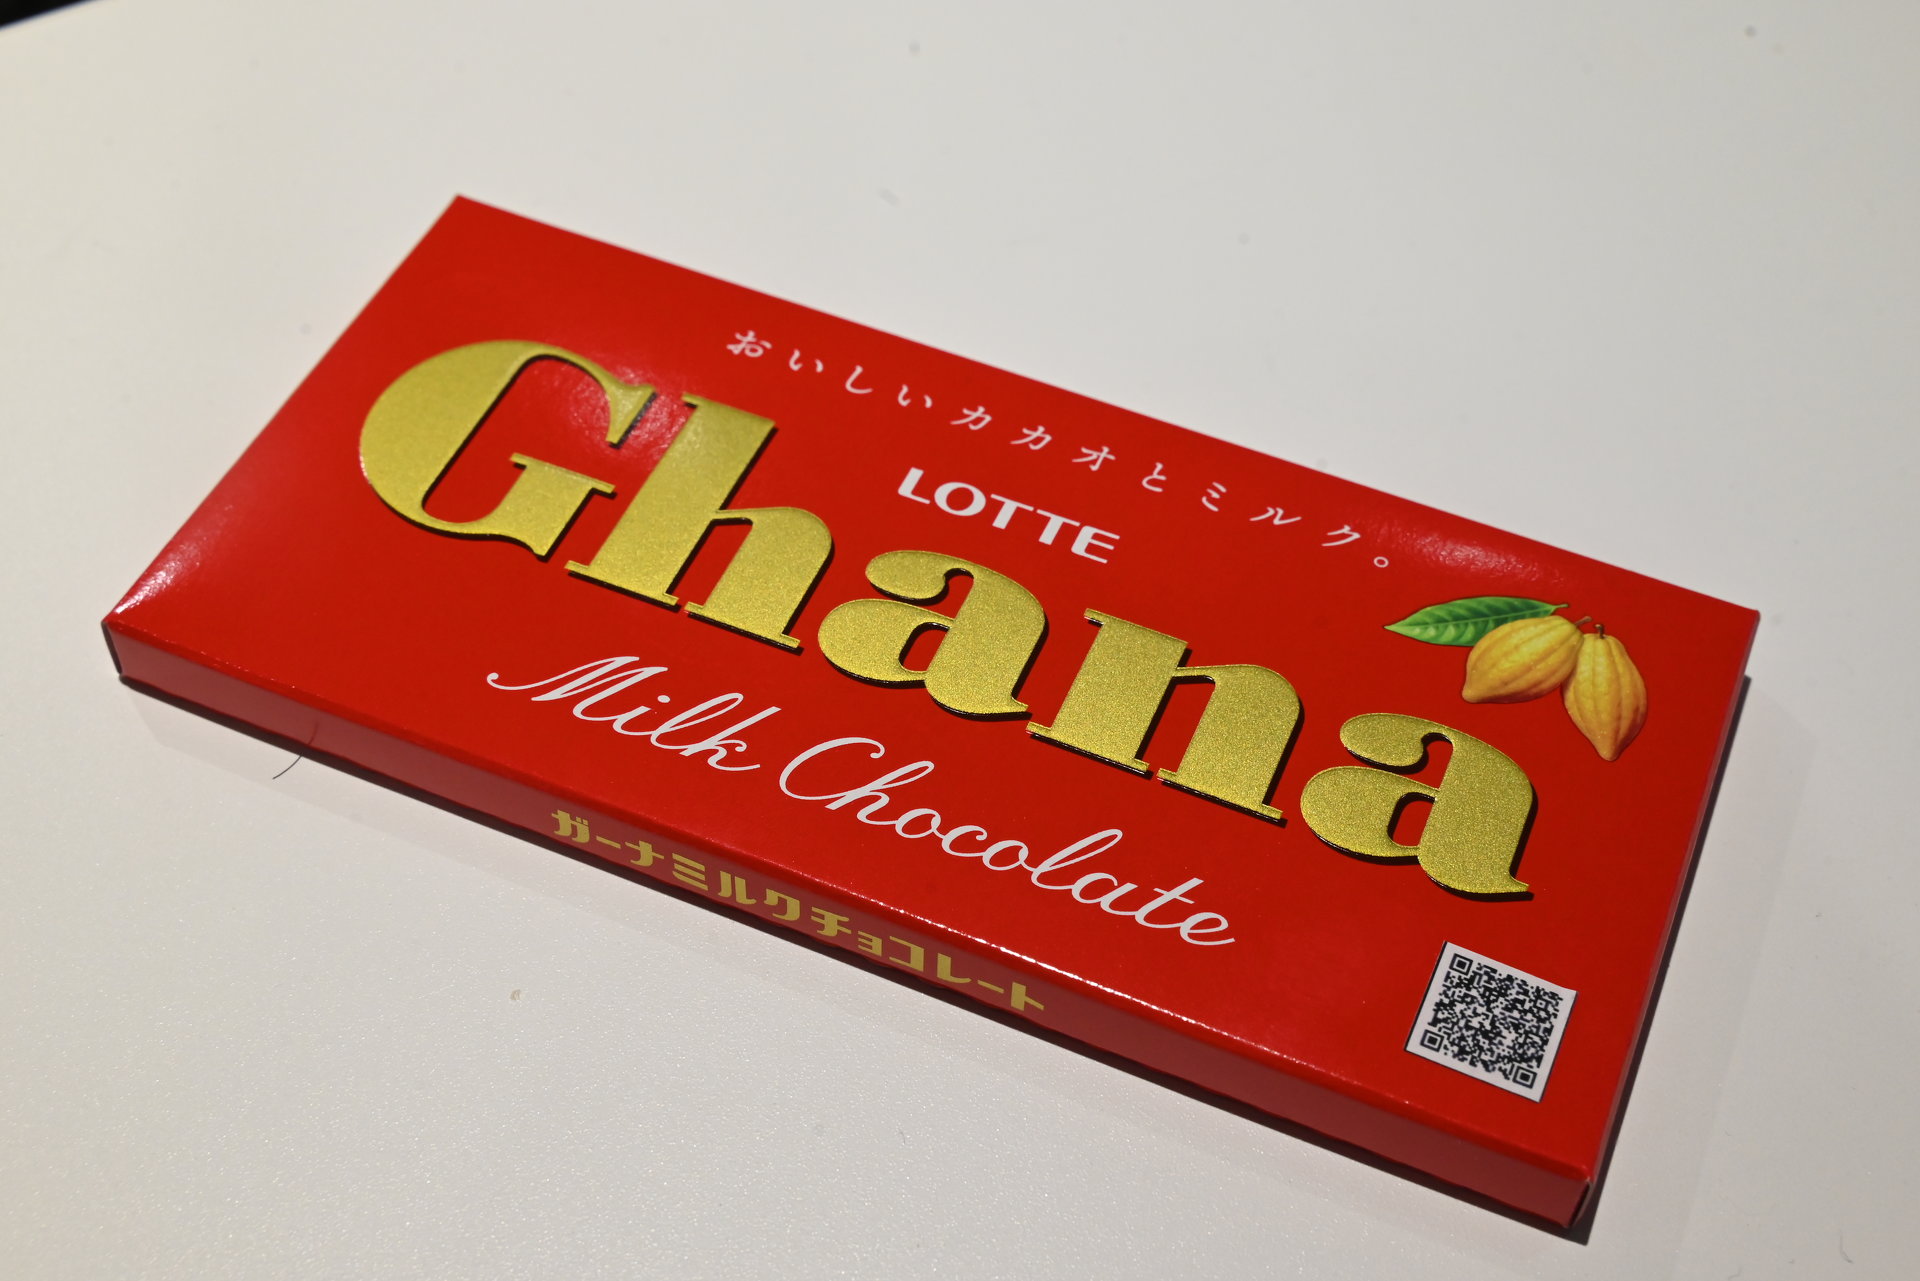 おいしいカカオとミルク。
LOTTE
Ghana
Milk Chocolate
ガーナミルクチョコレート